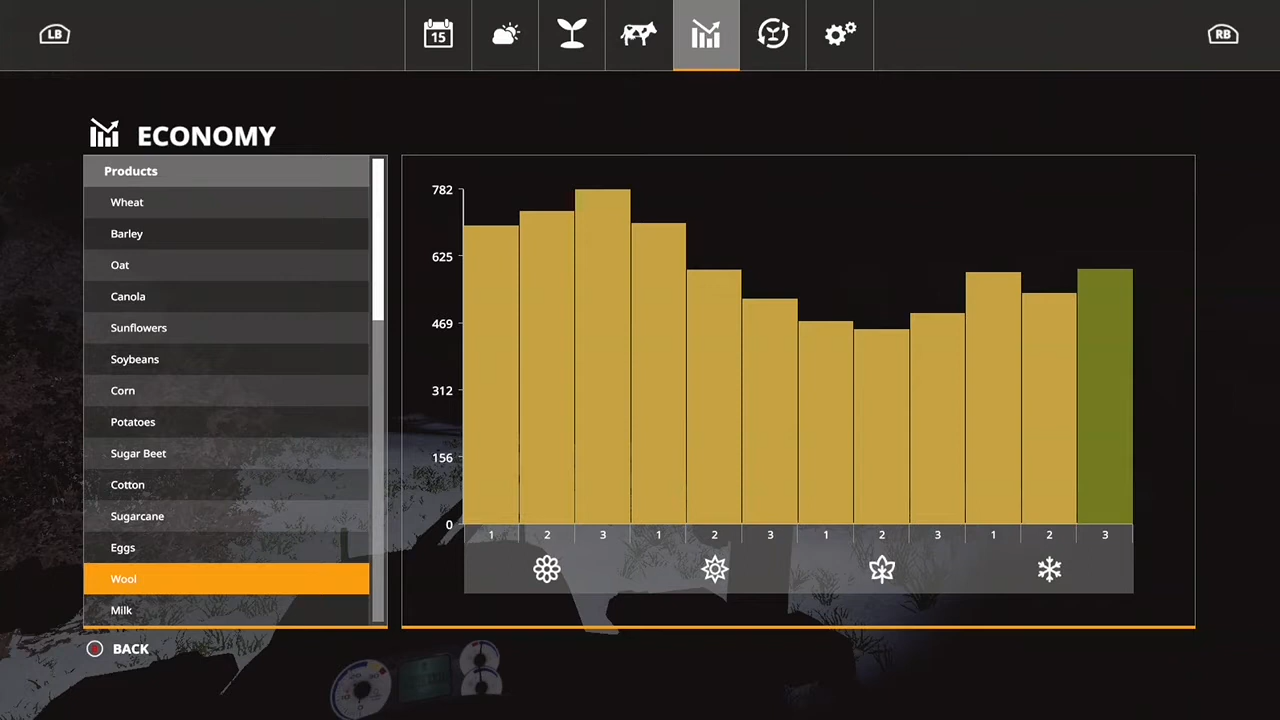 LB
15
RB
ECONOMY
Products
Wheat
Barley
Oat
Canola
Sunflowers
Soybeans
Corn
Potatoes
Sugar Beet
Cotton
Sugarcane
Eggs
Wool
Milk
782
625
469
312
156
0
1 2 3 1 2 3 1 2 3 1 2 3
BACK